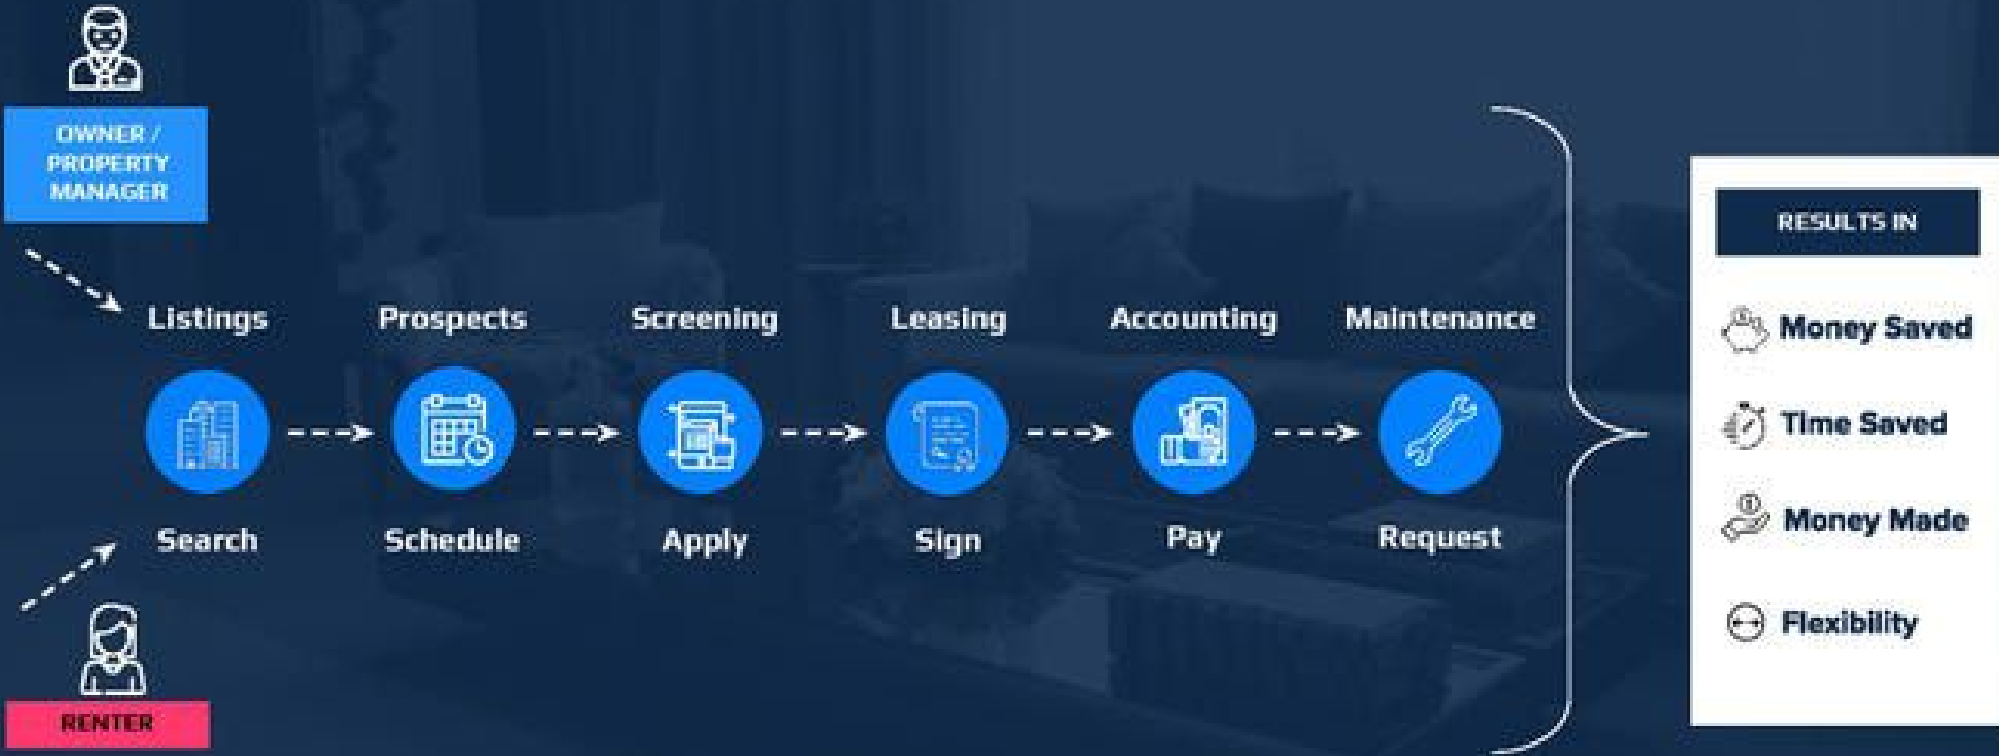 OWNER /
PROPERTY
MANAGER
Listings
Prospects
Screening
Leasing
Accounting
Maintenance
Search
Schedule
Apply
Sign
Pay
Request
RENTER
RESULTS IN
Money Saved
Time Saved
Money Made
Flexibility